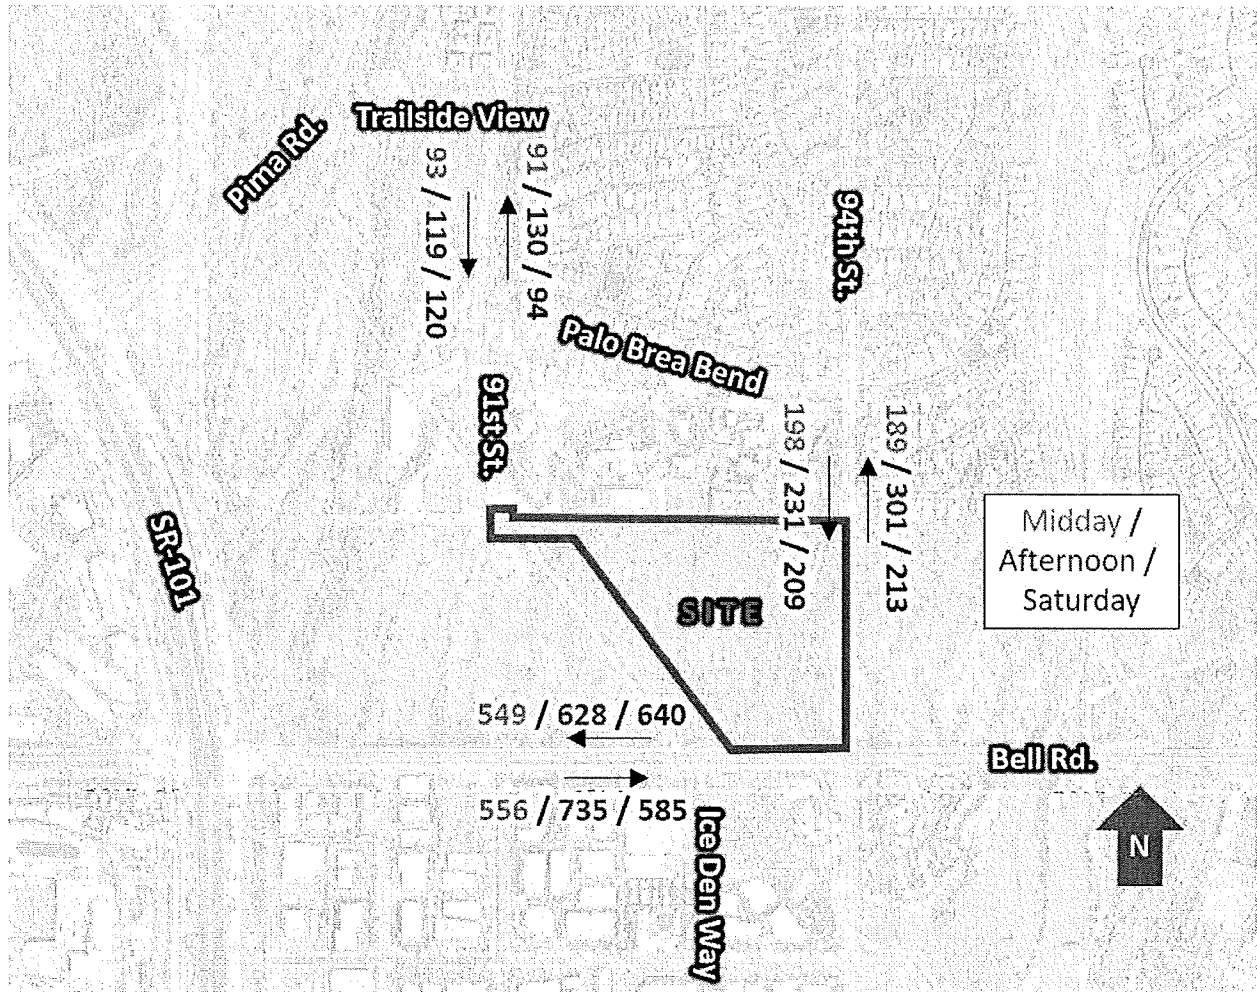 Trailside View
Pima Rd.
93 / 119 / 120
91 / 130 / 94
94th St.
Palo Brea Bend
91st St.
198 / 231 / 209
189 / 301 / 213
Midday /
Afternoon /
Saturday
SR-101
SITE
549 / 628 / 640
Bell Rd.
556 / 735 / 585
Ice Den Way
N